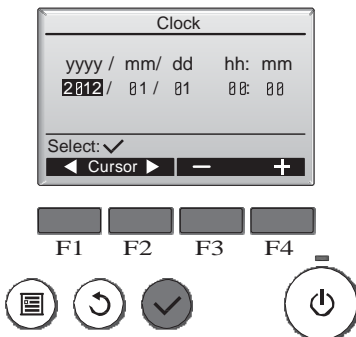 Clock
yyyy / mm/ dd hh: mm
2012 / 01 / 01 00: 00
Select:✓
◀ Cursor ▶ − +
F1 F2 F3 F4